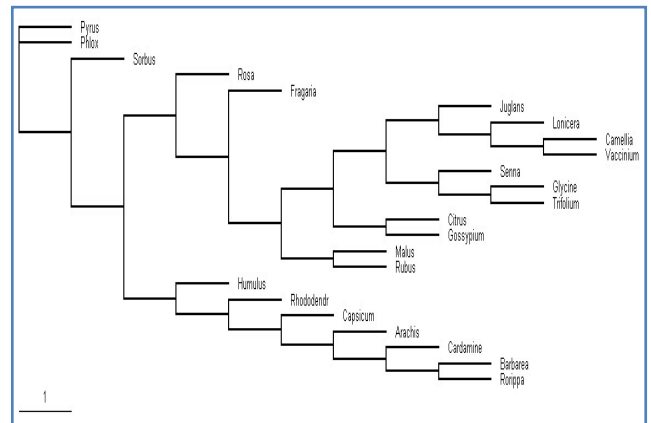 Pyrus
Phlox
Sorbus
Rosa
Fragaria
Juglans
Lonicera
Camellia
Vaccinium
Senna
Glycine
Trifolium
Citrus
Gossypium
Malus
Rubus
Humulus
Rhododendr
Capsicum
Arachis
Cardamine
Barbarea
Rorippa
1